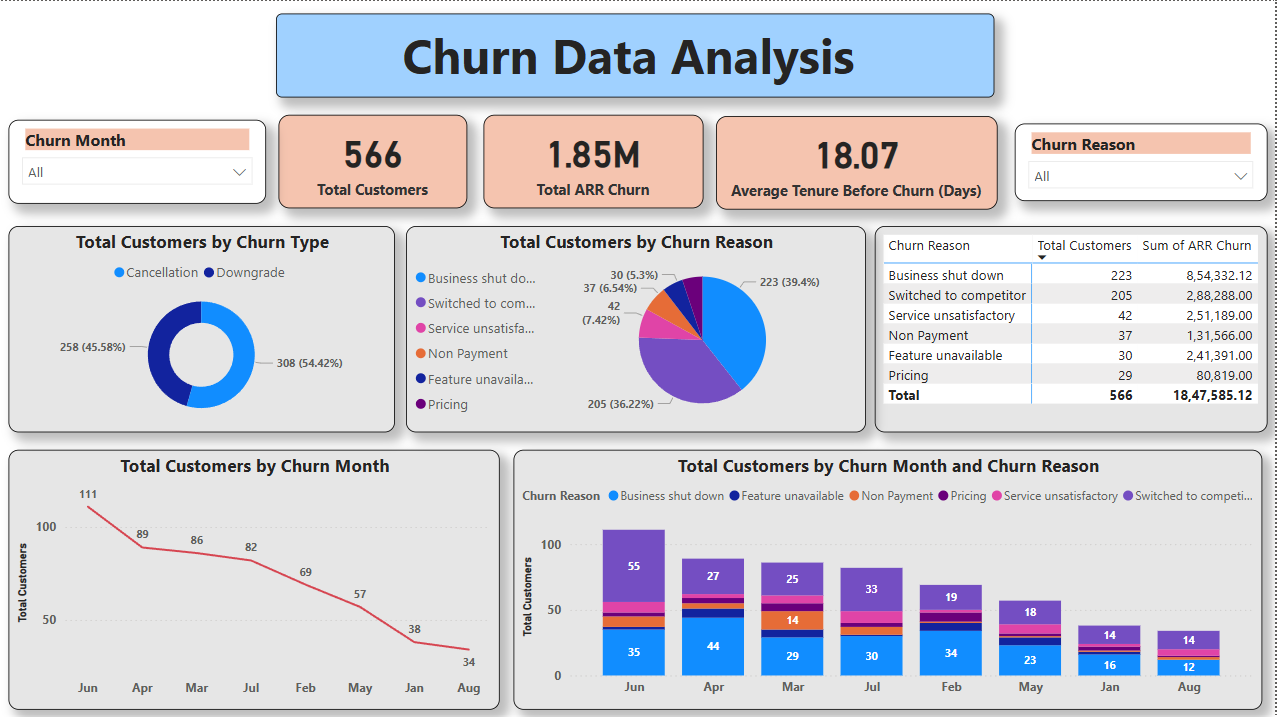 Churn Data Analysis
Churn Month
All
566
Total Customers
1.85M
Total ARR Churn
18.07
Average Tenure Before Churn (Days)
Churn Reason
All
Total Customers by Churn Type
Cancellation Downgrade
258 (45.58%)
308 (54.42%)
Total Customers by Churn Reason
Business shut do...
Switched to com...
Service unsatisfa...
Non Payment
Feature unavaila...
Pricing
30 (5.3%)
37 (6.54%)
42
(7.42%)
205 (36.22%)
223 (39.4%)
Churn Reason Total Customers Sum of ARR Churn
Business shut down 223 8,54,332.12
Switched to competitor 205 2,88,288.00
Service unsatisfactory 42 2,51,189.00
Non Payment 37 1,31,566.00
Feature unavailable 30 2,41,391.00
Pricing 29 80,819.00
Total 566 18,47,585.12
Total Customers by Churn Month
Total Customers
100
50
111
89
86
82
69
57
38
34
Jun Apr Mar Jul Feb May Jan Aug
Total Customers by Churn Month and Churn Reason
Churn Reason Business shut down Feature unavailable Non Payment Pricing Service unsatisfactory Switched to competi...
Total Customers
100
50
0
55 27 25 33 19 18 14 14
14
35 44 29 30 34 23 16 12
Jun Apr Mar Jul Feb May Jan Aug